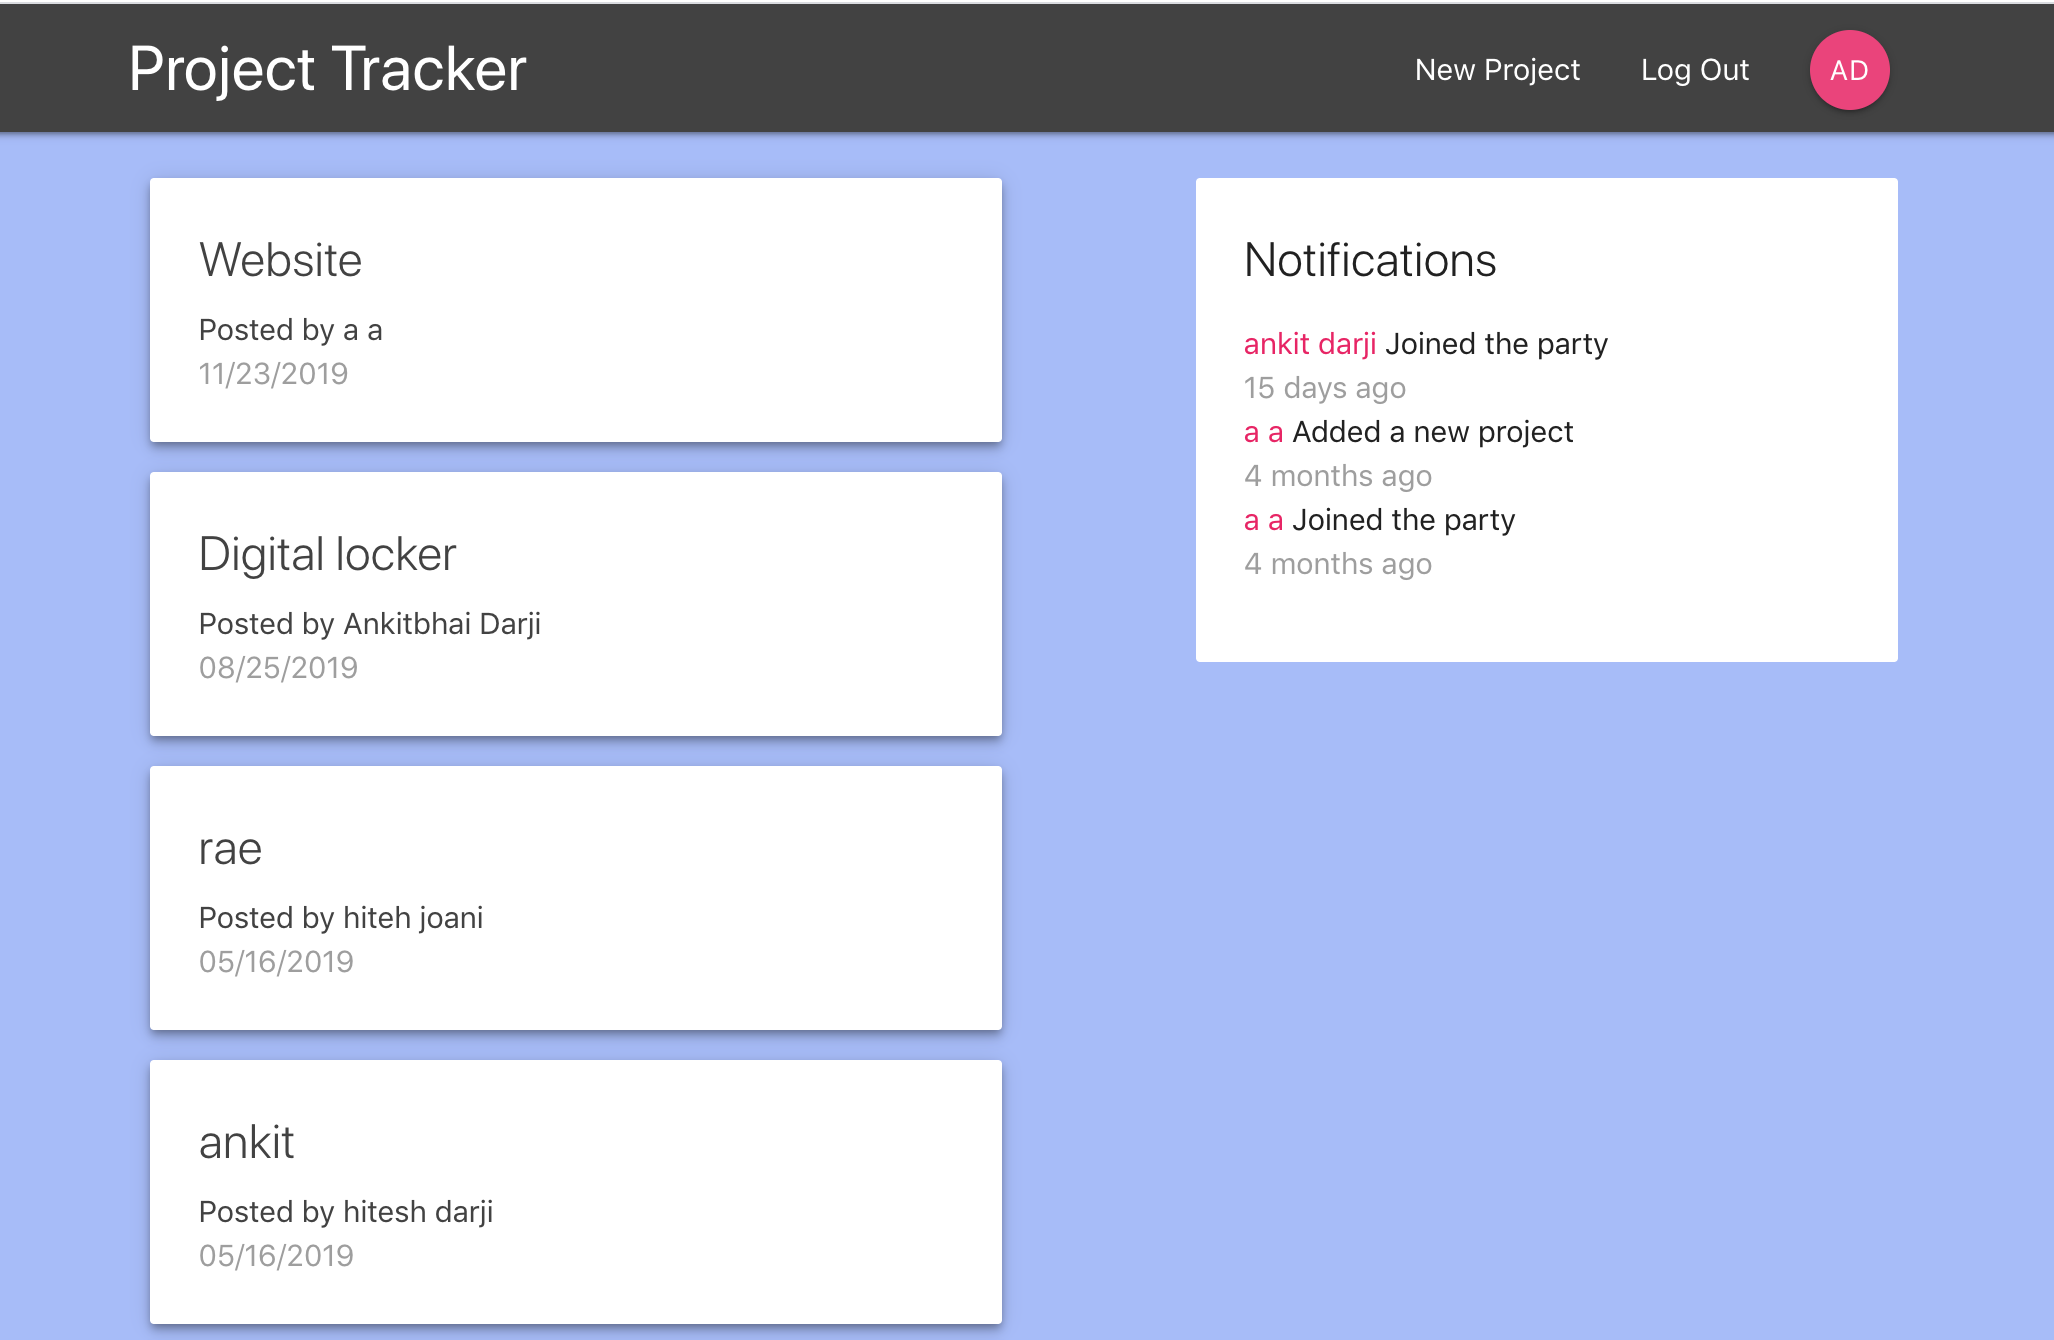 Project Tracker
New Project
Log Out
AD
Website
Posted by a a
11/23/2019
Digital locker
Posted by Ankitbhai Darji
08/25/2019
rae
Posted by hiteh joani
05/16/2019
ankit
Posted by hitesh darji
05/16/2019
Notifications
ankit darji Joined the party
15 days ago
a a Added a new project
4 months ago
a a Joined the party
4 months ago